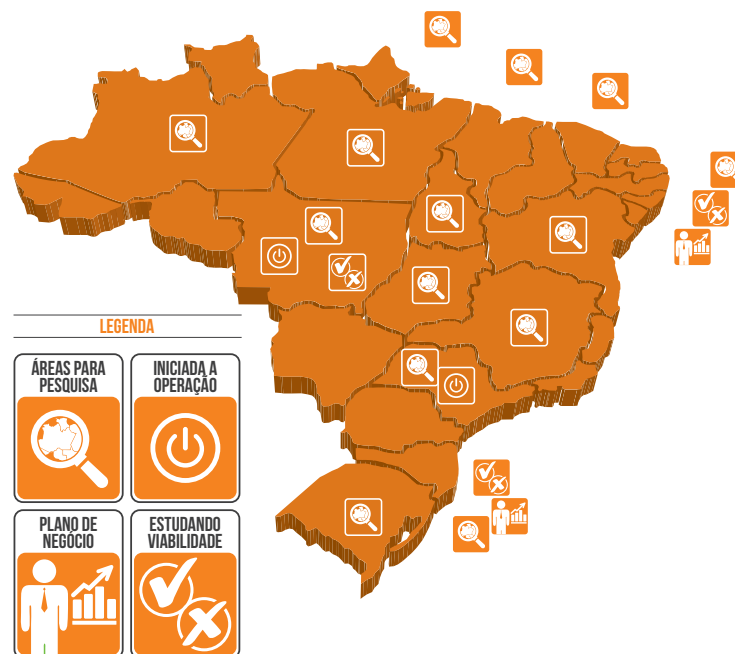 LEGENDA
ÁREAS PARA
PESQUISA
INICIADA A
OPERAÇÃO
PLANO DE
NEGÓCIO
ESTUDANDO
VIABILIDADE